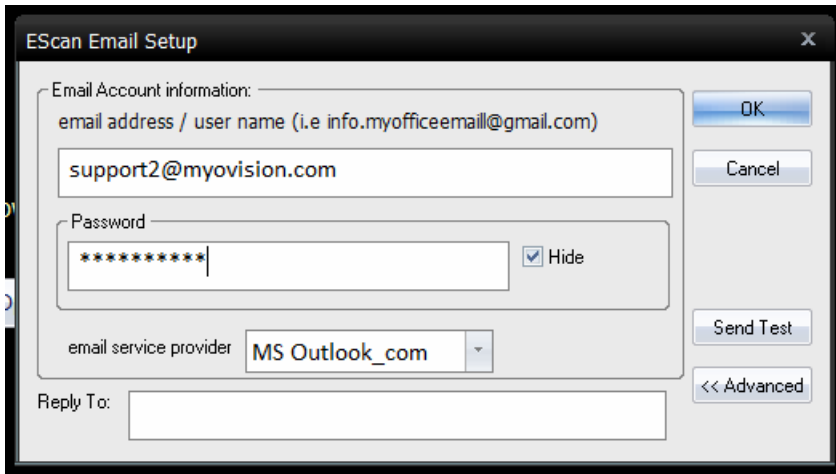 EScan Email Setup x
Email Account information:
email address / user name (i.e info.myofficeemaill@gmail.com)
OK
support2@myovision.com
Cancel
Password
**********
Hide
email service provider
MS Outlook_com
Send Test
<< Advanced
Reply To: